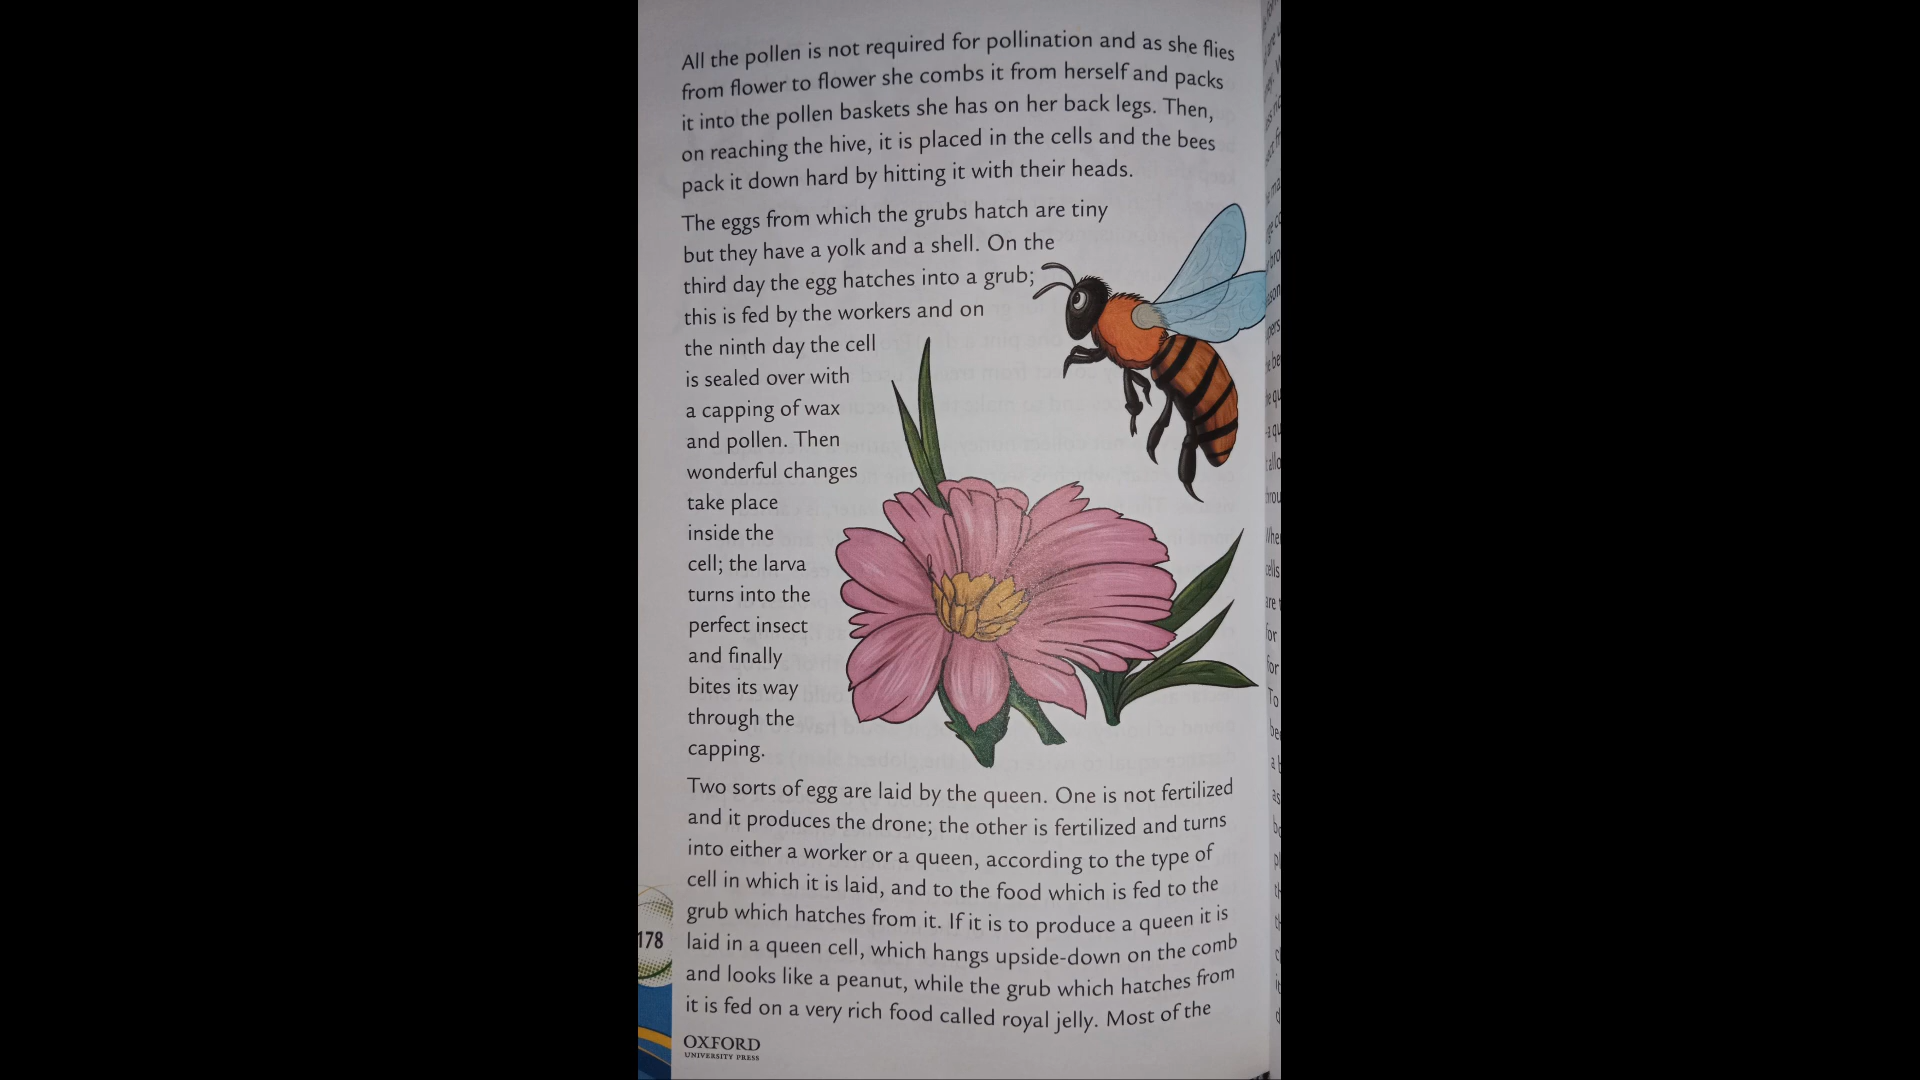 All the pollen is not required for pollination and as she flies
from flower to flower she combs it from herself and packs
it into the pollen baskets she has on her back legs. Then,
on reaching the hive, it is placed in the cells and the bees
pack it down hard by hitting it with their heads.
The eggs from which the grubs hatch are tiny
but they have a yolk and a shell. On the
third day the egg hatches into a grub;
this is fed by the workers and on
the ninth day the cell
is sealed over with
a capping of wax
and pollen. Then
wonderful changes
take place
inside the
cell; the larva
turns into the
perfect insect
and finally
bites its way
through the
capping.
Two sorts of egg are laid by the queen. One is not fertilized
and it produces the drone; the other is fertilized and turns
into either a worker or a queen, according to the type of
cell in which it is laid, and to the food which is fed to the
grub which hatches from it. If it is to produce a queen it is
laid in a queen cell, which hangs upside-down on the comb
and looks like a peanut, while the grub which hatches from
it is fed on a very rich food called royal jelly. Most of the
178
OXFORD
UNIVERSITY PRESS